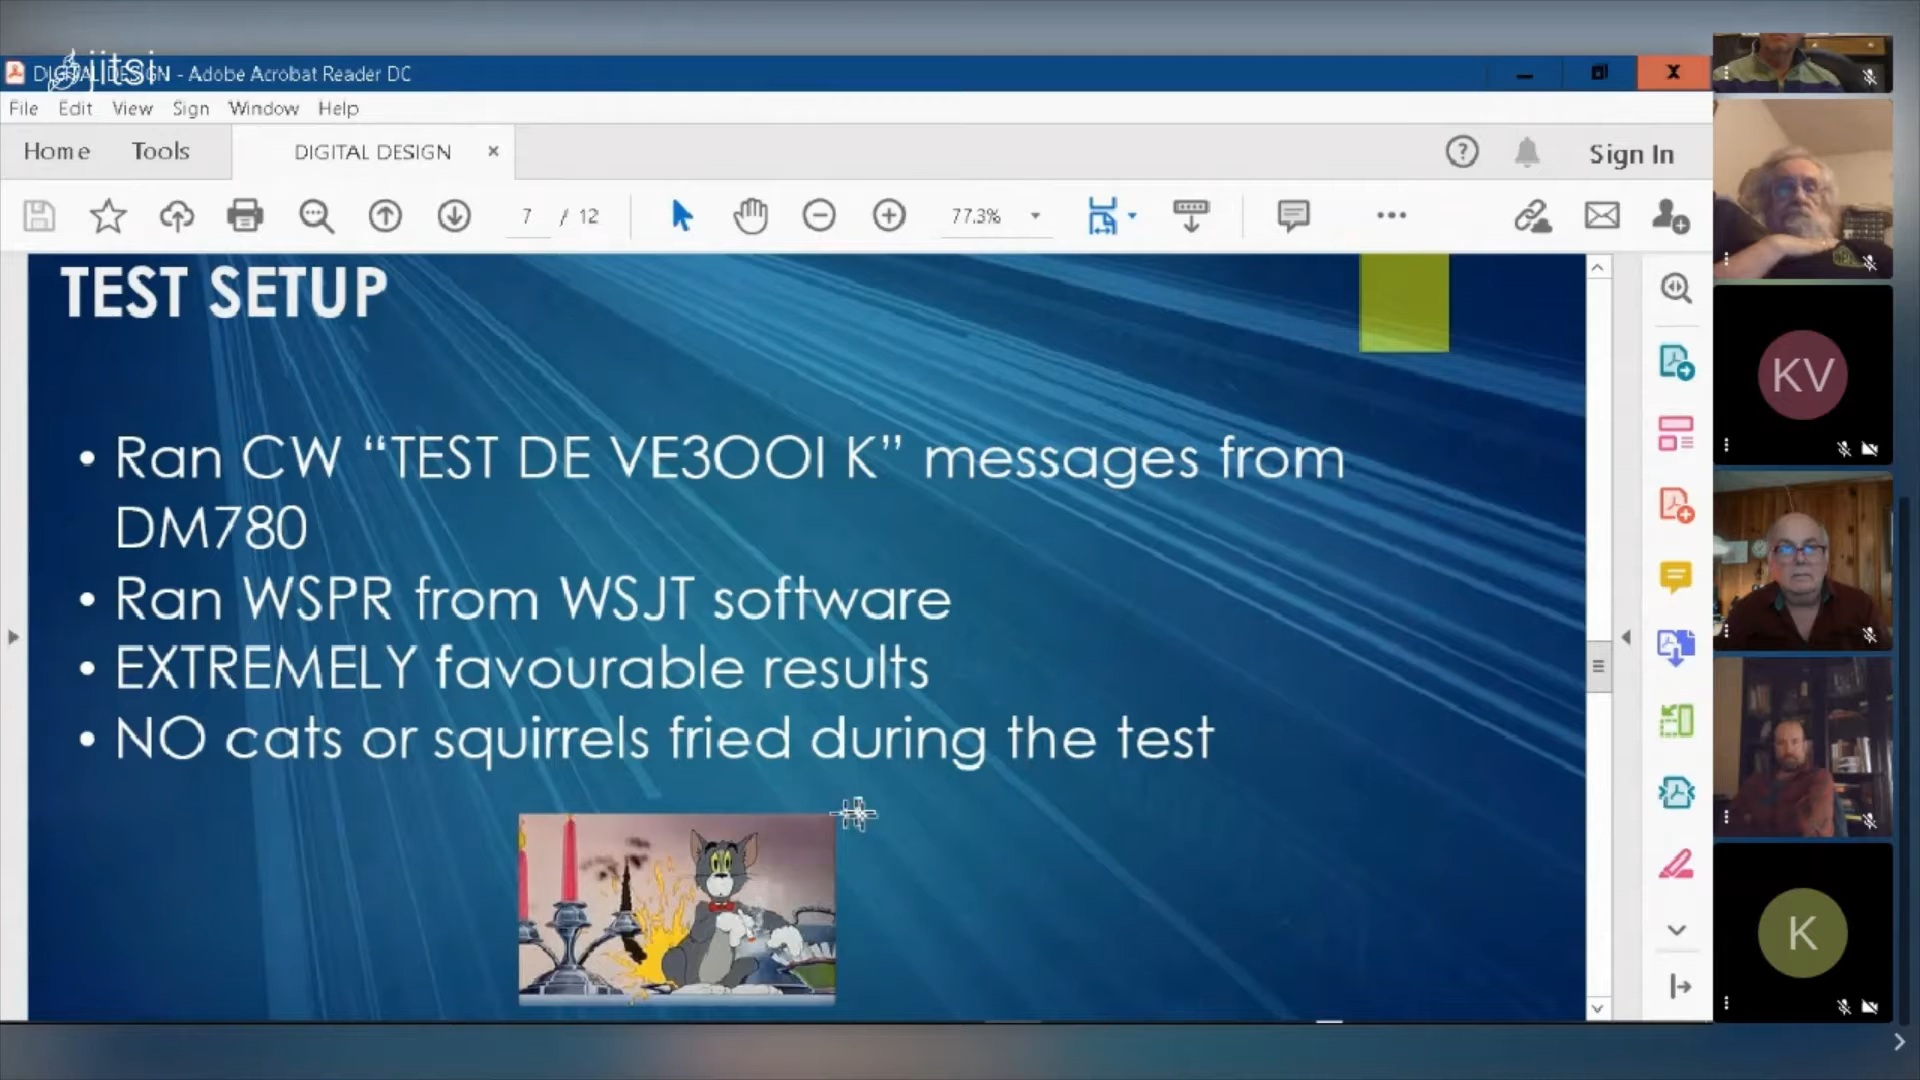 jitsi
DIGITAL DESIGN - Adobe Acrobat Reader DC
File Edit View Sign Window Help
Home Tools DIGITAL DESIGN Sign In
7 / 12 77.3%
TEST SETUP
• Ran CW “TEST DE VE3OOI K” messages from
DM780
• Ran WSPR from WSJT software
• EXTREMELY favourable results
• NO cats or squirrels fried during the test
KV
K